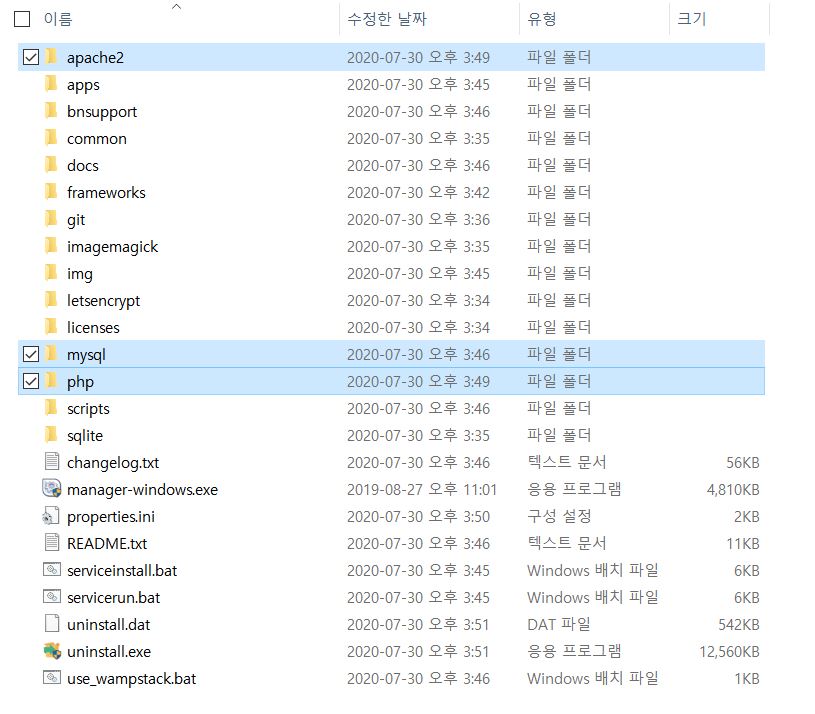 이름 수정한 날짜 유형 크기
apache2 2020-07-30 오후 3:49 파일 폴더
apps 2020-07-30 오후 3:45 파일 폴더
bnsupport 2020-07-30 오후 3:46 파일 폴더
common 2020-07-30 오후 3:35 파일 폴더
docs 2020-07-30 오후 3:46 파일 폴더
frameworks 2020-07-30 오후 3:42 파일 폴더
git 2020-07-30 오후 3:36 파일 폴더
imagemagick 2020-07-30 오후 3:35 파일 폴더
img 2020-07-30 오후 3:45 파일 폴더
letsencrypt 2020-07-30 오후 3:34 파일 폴더
licenses 2020-07-30 오후 3:34 파일 폴더
mysql 2020-07-30 오후 3:46 파일 폴더
php 2020-07-30 오후 3:49 파일 폴더
scripts 2020-07-30 오후 3:46 파일 폴더
sqlite 2020-07-30 오후 3:35 파일 폴더
changelog.txt 2020-07-30 오후 3:46 텍스트 문서 56KB
manager-windows.exe 2019-08-27 오후 11:01 응용 프로그램 4,810KB
properties.ini 2020-07-30 오후 3:50 구성 설정 2KB
README.txt 2020-07-30 오후 3:46 텍스트 문서 11KB
serviceinstall.bat 2020-07-30 오후 3:45 Windows 배치 파일 6KB
servicerun.bat 2020-07-30 오후 3:45 Windows 배치 파일 6KB
uninstall.dat 2020-07-30 오후 3:51 DAT 파일 542KB
uninstall.exe 2020-07-30 오후 3:51 응용 프로그램 12,560KB
use_wampstack.bat 2020-07-30 오후 3:46 Windows 배치 파일 1KB